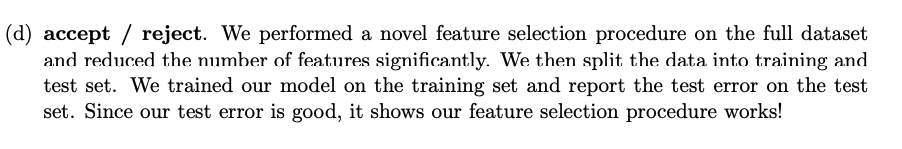 (d) accept / reject. We performed a novel feature selection procedure on the full dataset
and reduced the number of features significantly. We then split the data into training and
test set. We trained our model on the training set and report the test error on the test
set. Since our test error is good, it shows our feature selection procedure works!